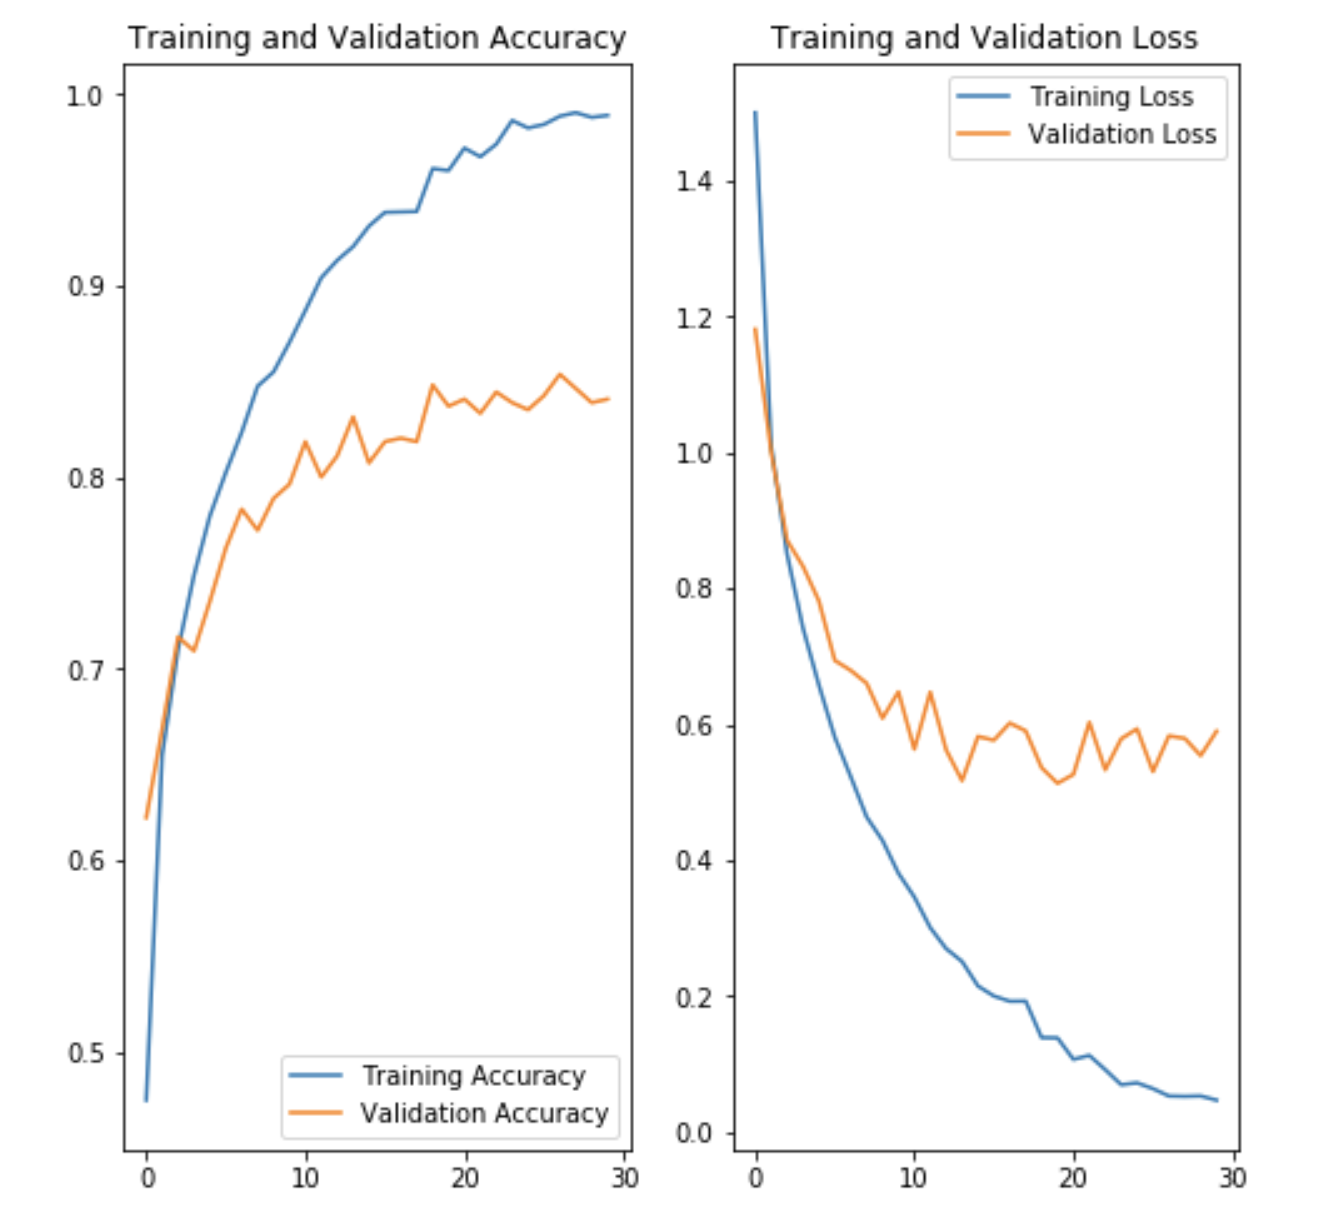 Training and Validation Accuracy
1.0
0.9
0.8
0.7
0.6
0.5
Training Accuracy
Validation Accuracy
0 10 20 30
Training and Validation Loss
Training Loss
Validation Loss
1.4
1.2
1.0
0.8
0.6
0.4
0.2
0.0
0 10 20 30